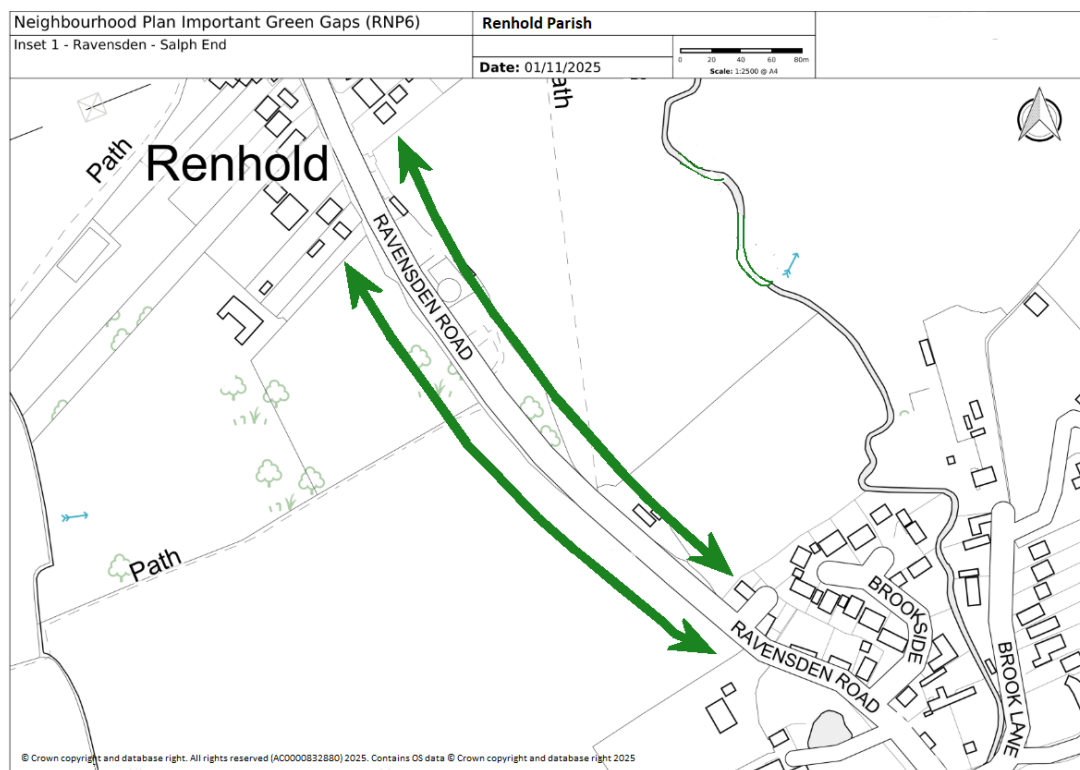 Neighbourhood Plan Important Green Gaps (RNP6)
Renhold Parish
Inset 1 - Ravensden - Salph End
Date: 01/11/2025
0 20 40 60 80m
Scale: 1:2500 @ A4
Path
ath
Renhold
RAVENSDEN ROAD
Path
BROOKSIDE
RAVENSDEN ROAD
BROOK LANE
© Crown copyright and database right. All rights reserved (AC0000832880) 2025. Contains OS data © Crown copyright and database right 2025